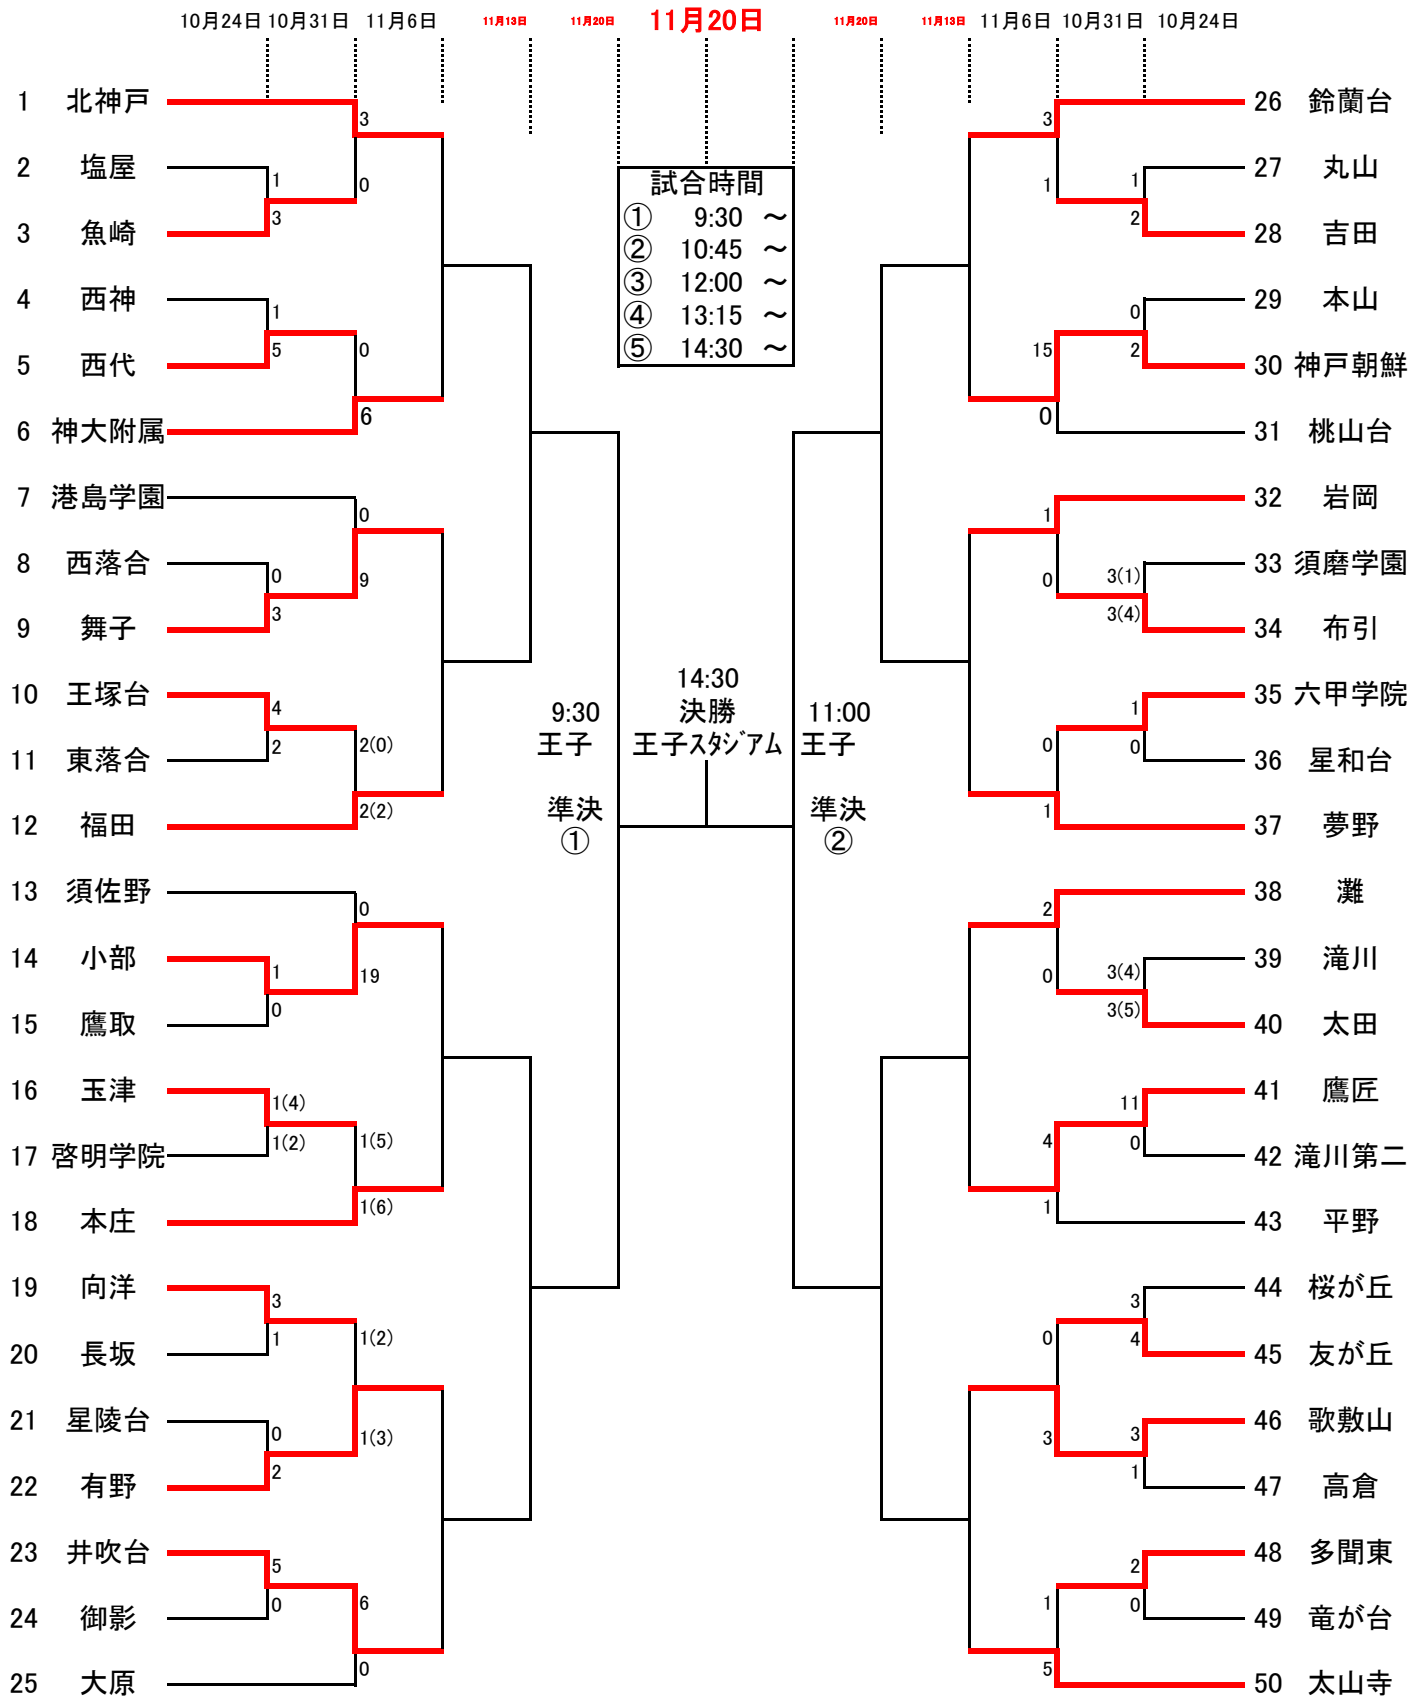 10月24日 10月31日 11月6日 11月13日 11月20日 11月20日 11月20日 11月13日 11月6日 10月31日 10月24日
1 北神戸
3
2 塩屋
1
0
3
3 魚崎
4 西神
1
5
0
5 西代
6 神大附属
6
7 港島学園
0
8 西落合
0
9
3
9 舞子
10 王塚台
4
2
2(0)
11 東落合
2(2)
12 福田
13 須佐野
0
14 小部
1
19
0
15 鷹取
16 玉津
1(4)
1(2)
1(5)
17 啓明学院
1(6)
18 本庄
19 向洋
3
1
1(2)
20 長坂
21 星陵台
0
1(3)
2
22 有野
23 井吹台
5
0
6
24 御影
0
25 大原
試合時間
① 9:30 ～
② 10:45 ～
③ 12:00 ～
④ 13:15 ～
⑤ 14:30 ～
9:30
王子
準決
①
14:30
決勝
王子スタジアム
11:00
王子
準決
②
3
26 鈴蘭台
1
1
27 丸山
2
28 吉田
0
29 本山
15
2
30 神戸朝鮮
0
31 桃山台
1
32 岩岡
0
3(1)
33 須磨学園
3(4)
34 布引
1
35 六甲学院
0
0
36 星和台
1
37 夢野
2
38 灘
0
3(4)
39 滝川
3(5)
40 太田
11
41 鷹匠
4
0
42 滝川第二
1
43 平野
3
44 桜が丘
0
4
45 友が丘
3
3
46 歌敷山
1
47 高倉
2
48 多聞東
1
0
49 竜が台
5
50 太山寺